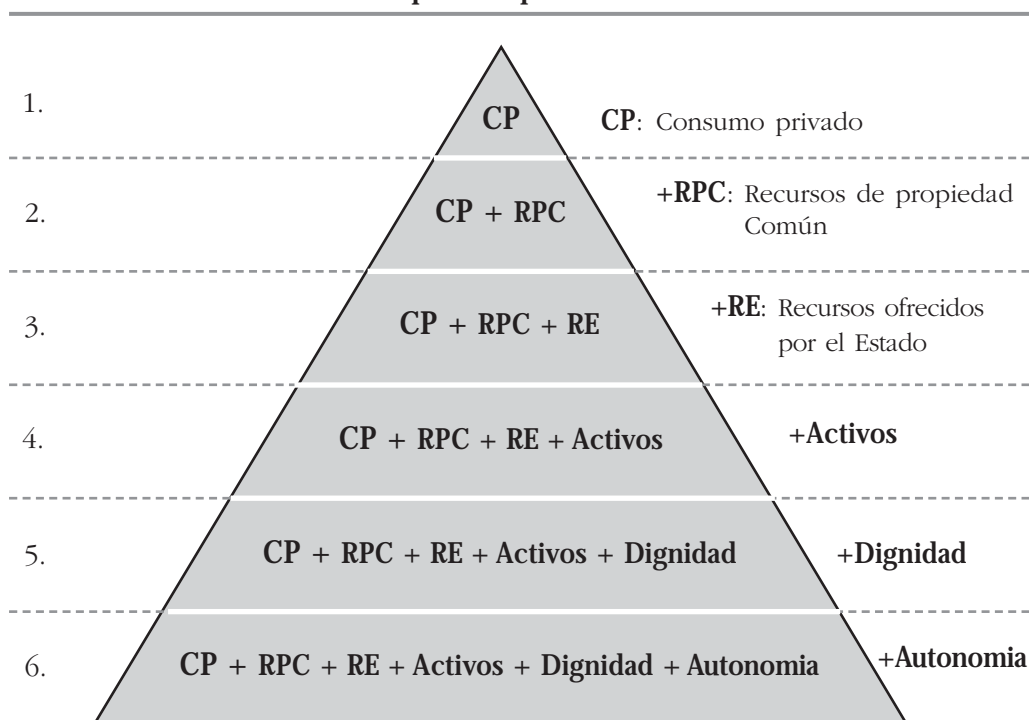 1.
CP
CP: Consumo privado
2.
CP + RPC
+RPC: Recursos de propiedad
Común
3.
CP + RPC + RE
+RE: Recursos ofrecidos
por el Estado
4.
CP + RPC + RE + Activos
+Activos
5.
CP + RPC + RE + Activos + Dignidad
+Dignidad
6.
CP + RPC + RE + Activos + Dignidad + Autonomia
+Autonomia